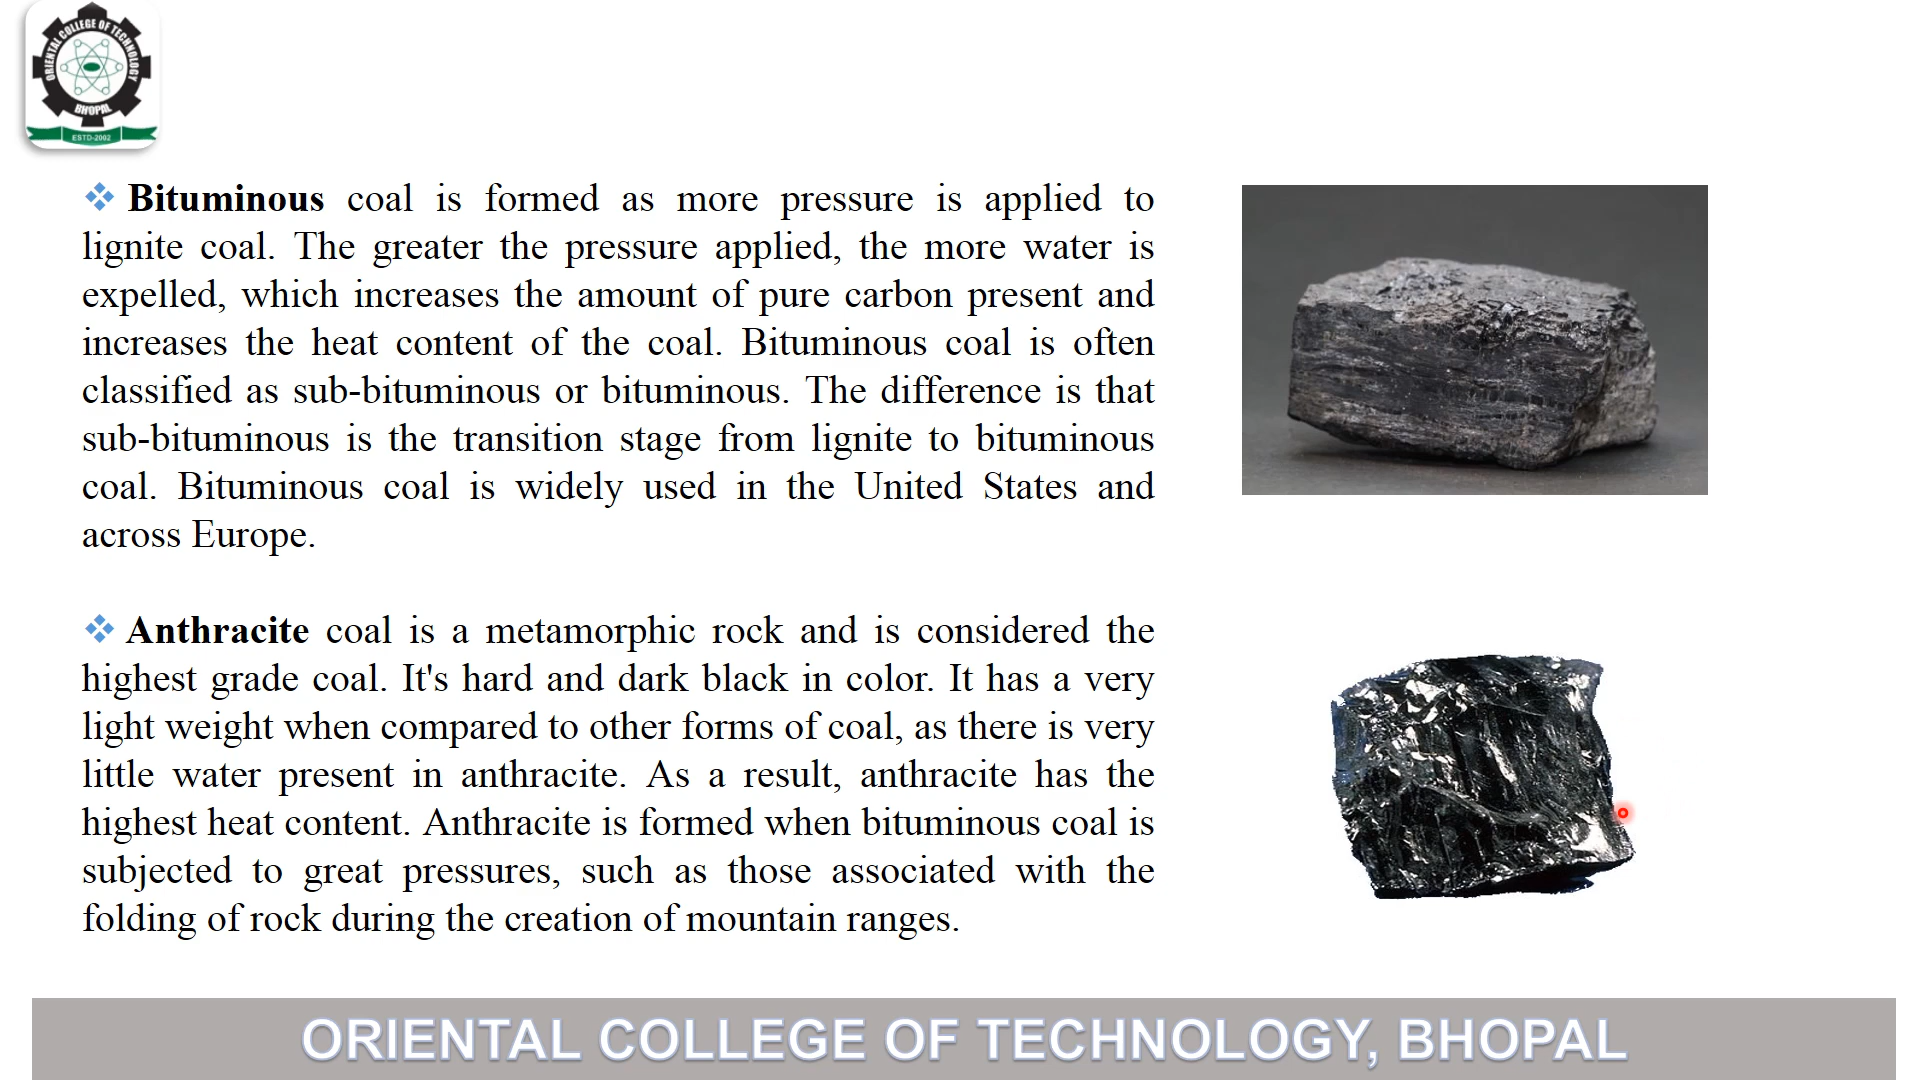 ORIENTAL COLLEGE OF TECHNOLOGY
BHOPAL
ESTD-2002
❖ Bituminous coal is formed as more pressure is applied to
lignite coal. The greater the pressure applied, the more water is
expelled, which increases the amount of pure carbon present and
increases the heat content of the coal. Bituminous coal is often
classified as sub-bituminous or bituminous. The difference is that
sub-bituminous is the transition stage from lignite to bituminous
coal. Bituminous coal is widely used in the United States and
across Europe.
❖ Anthracite coal is a metamorphic rock and is considered the
highest grade coal. It's hard and dark black in color. It has a very
light weight when compared to other forms of coal, as there is very
little water present in anthracite. As a result, anthracite has the
highest heat content. Anthracite is formed when bituminous coal is
subjected to great pressures, such as those associated with the
folding of rock during the creation of mountain ranges.
ORIENTAL COLLEGE OF TECHNOLOGY, BHOPAL